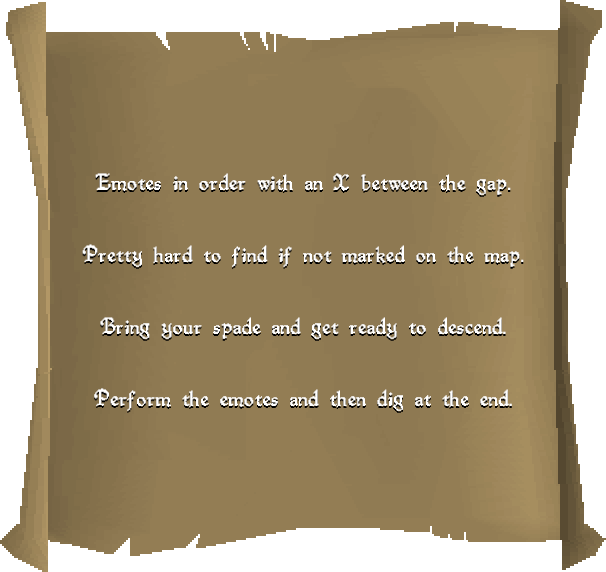 Emotes in order with an X between the gap.
Pretty hard to find if not marked on the map.
Bring your spade and get ready to descend.
Perform the emotes and then dig at the end.